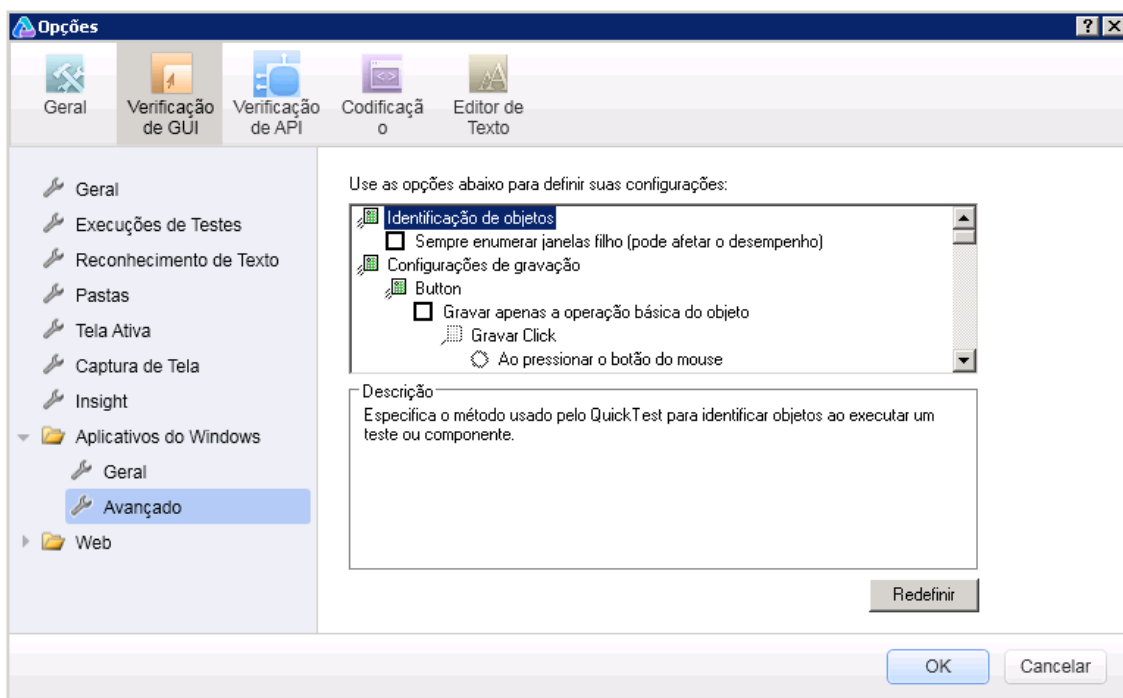 Opções
Geral
Verificação
de GUI
Verificação
de API
Codificaçã
o
Editor de
Texto
Geral
Execuções de Testes
Reconhecimento de Texto
Pastas
Tela Ativa
Captura de Tela
Insight
Aplicativos do Windows
Geral
Avançado
Web
Use as opções abaixo para definir suas configurações:
Identificação de objetos
Sempre enumerar janelas filho (pode afetar o desempenho)
Configurações de gravação
Button
Gravar apenas a operação básica do objeto
Gravar Click
Ao pressionar o botão do mouse
Descrição
Especifica o método usado pelo QuickTest para identificar objetos ao executar um
teste ou componente.
Redefinir
OK
Cancelar